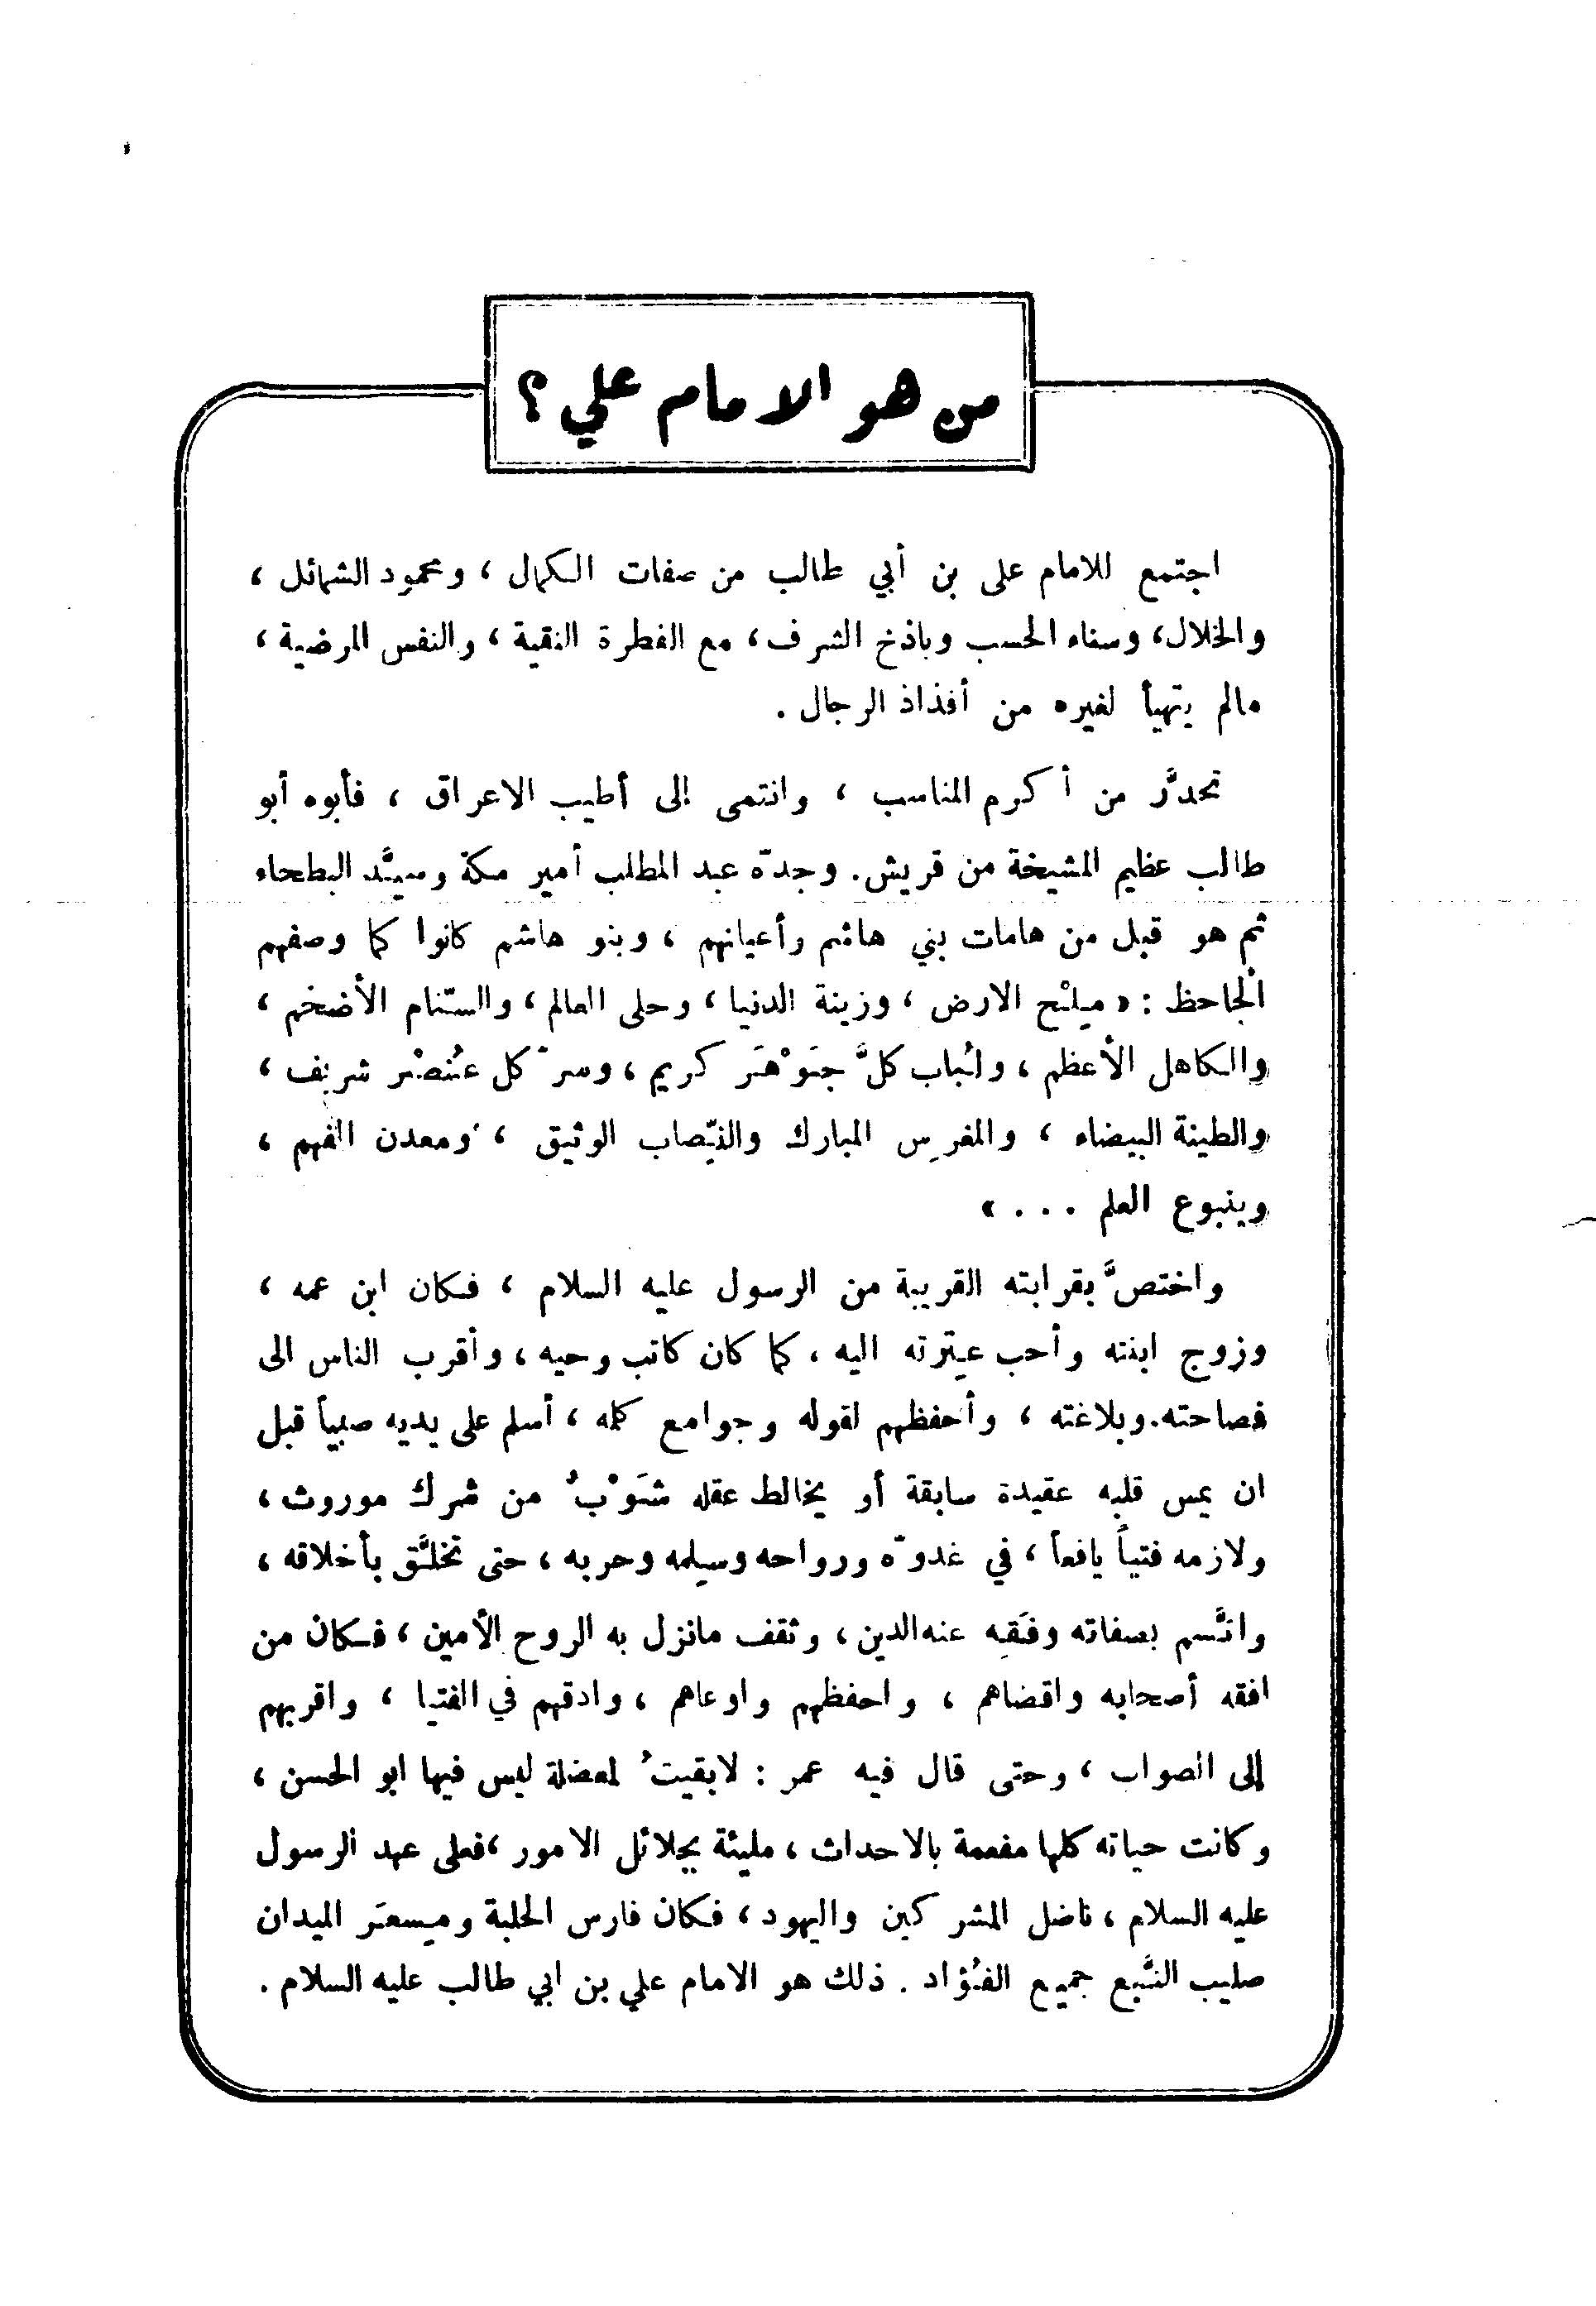 من هو الامام علي ؟
اجتمع للامام على بن أبي طالب من صفات الكمال ، ومحمود الشمائل ،
والخلال، وسناء الحسب وباذخ الشرف، مع الفطرة النقية ، والنفس المرضية ،
مالم يتهيأ لغيره من أفذاذ الرجال .
تحدَّر من أكرم المناسب ، وانتمى إلى أطيب الاعراق ، فأبوه أبو
طالب عظيم المشيخة من قريش. وجدّه عبد المطلب أمير مكة وسيَّد البطحاء
ثم هو قبل من هامات بني هاشم وأعيانهم ، وبنو هاشم كانوا كما وصفهم
الجاحظ : « مِلْح الارض ، وزينة الدنيا ، وحلى العالم ، والسّنام الأضخم ،
والكاهل الأعظم ، ولُباب كلَّ جَوْهَر كريم ، وسرّ كل عُنصْر شريف ،
والطينة البيضاء ، والمغرِس المبارك والنِّصاب الوثيق ، ومعدن الفهم ،
وينبوع العلم . . . »
واختصَّ بقرابته القريبة من الرسول عليه السلام ، فكان ابن عمه ،
وزوج ابنته وأحب عِترته اليه ، كما كان كاتب وحيه ، وأقرب الناس الى
فصاحته.وبلاغته ، وأحفظهم لقوله وجوامع كلمه ، أسلم على يديه صبياً قبل
ان يمس قلبه عقيدة سابقة أو يخالط عقله شَوْبُ من شرك موروث ،
ولازمه فتياً يافعاً ، في غدوّه ورواحه وسِلمه وحربه ، حتى تخلَّق بأخلاقه ،
واتَّسم بصفاته وفَقِه عنه الدين ، وثقف مانزل به الروح الأمين ، فكان من
افقه أصحابه واقضاهم ، واحفظهم واوعاهم ، وادقهم في الفتيا ، واقربهم
إلى الصواب ، وحتى قال فيه عمر : لابقيتُ لمعضلة ليس فيها ابو الحسن ،
وكانت حياته كلها مفعمة بالاحداث ، مليئة بجلائل الامور ،فعلى عهد الرسول
عليه السلام ، ناضل المشركين واليهود ، فكان فارس الحلبة ومِسعَر الميدان
صليب النَّبع جميع الفُؤاد . ذلك هو الامام علي بن ابي طالب عليه السلام .